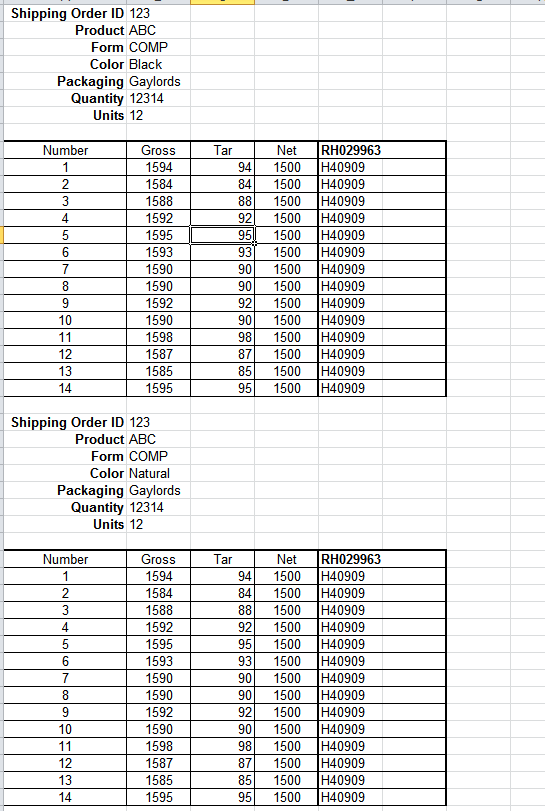 Shipping Order ID 123
Product ABC
Form COMP
Color Black
Packaging Gaylords
Quantity 12314
Units 12
Number Gross Tar Net RH029963
1 1594 94 1500 H40909
2 1584 84 1500 H40909
3 1588 88 1500 H40909
4 1592 92 1500 H40909
5 1595 95 1500 H40909
6 1593 93 1500 H40909
7 1590 90 1500 H40909
8 1590 90 1500 H40909
9 1592 92 1500 H40909
10 1590 90 1500 H40909
11 1598 98 1500 H40909
12 1587 87 1500 H40909
13 1585 85 1500 H40909
14 1595 95 1500 H40909
Shipping Order ID 123
Product ABC
Form COMP
Color Natural
Packaging Gaylords
Quantity 12314
Units 12
Number Gross Tar Net RH029963
1 1594 94 1500 H40909
2 1584 84 1500 H40909
3 1588 88 1500 H40909
4 1592 92 1500 H40909
5 1595 95 1500 H40909
6 1593 93 1500 H40909
7 1590 90 1500 H40909
8 1590 90 1500 H40909
9 1592 92 1500 H40909
10 1590 90 1500 H40909
11 1598 98 1500 H40909
12 1587 87 1500 H40909
13 1585 85 1500 H40909
14 1595 95 1500 H40909